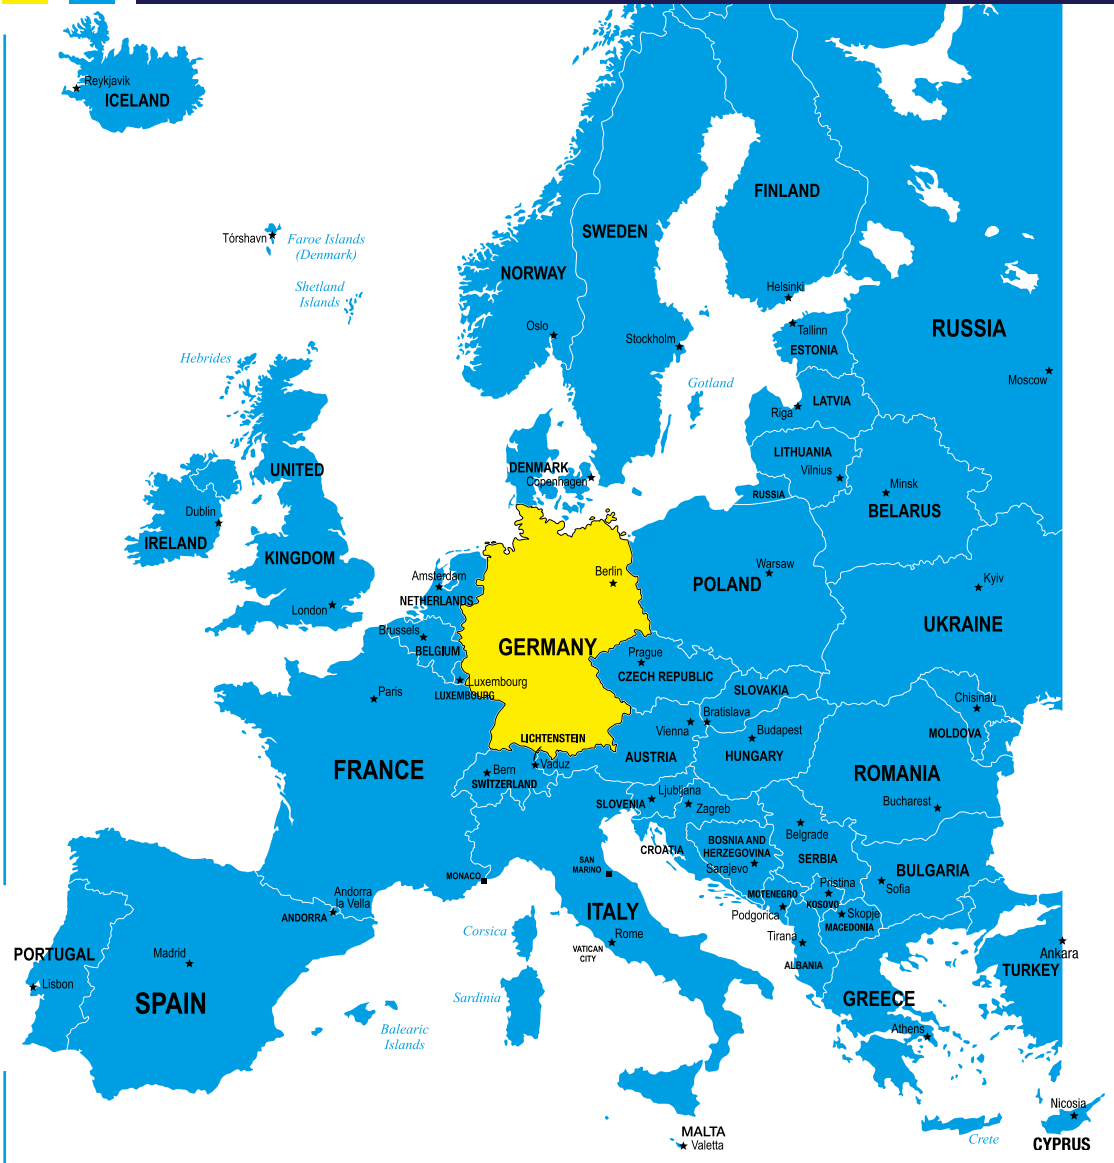 Reykjavik
ICELAND
FINLAND
SWEDEN
Tórshavn
Faroe Islands
(Denmark)
NORWAY
Shetland
Islands
Helsinki
Oslo
Tallinn
RUSSIA
Stockholm
ESTONIA
Hebrides
Moscow
Gotland
LATVIA
Riga
LITHUANIA
UNITED
DENMARK
Vilnius
Copenhagen
Minsk
RUSSIA
Dublin
BELARUS
IRELAND
KINGDOM
Warsaw
Berlin
Amsterdam
Kyiv
POLAND
NETHERLANDS
London
UKRAINE
Brussels
GERMANY
BELGIUM
Prague
CZECH REPUBLIC
Luxembourg
LUXEMBOURG
SLOVAKIA
Paris
Chisinau
Bratislava
Vienna
Budapest
MOLDOVA
LICHTENSTEIN
AUSTRIA
HUNGARY
Vaduz
FRANCE
Bern
SWITZERLAND
ROMANIA
Ljubljana
SLOVENIA
Zagreb
Bucharest
Belgrade
BOSNIA AND
HERZEGOVINA
CROATIA
SERBIA
SAN
MARINO
Sarajevo
BULGARIA
MONACO
Sofia
Pristina
MOTENEGRO
Andorra
la Vella
KOSOVO
ANDORRA
ITALY
Podgorica
Skopje
MACEDONIA
Corsica
Rome
Tirana
VATICAN
CITY
PORTUGAL
Madrid
Ankara
ALBANIA
TURKEY
Lisbon
SPAIN
Sardinia
GREECE
Balearic
Islands
Athens
Nicosia
MALTA
Valetta
Crete
CYPRUS